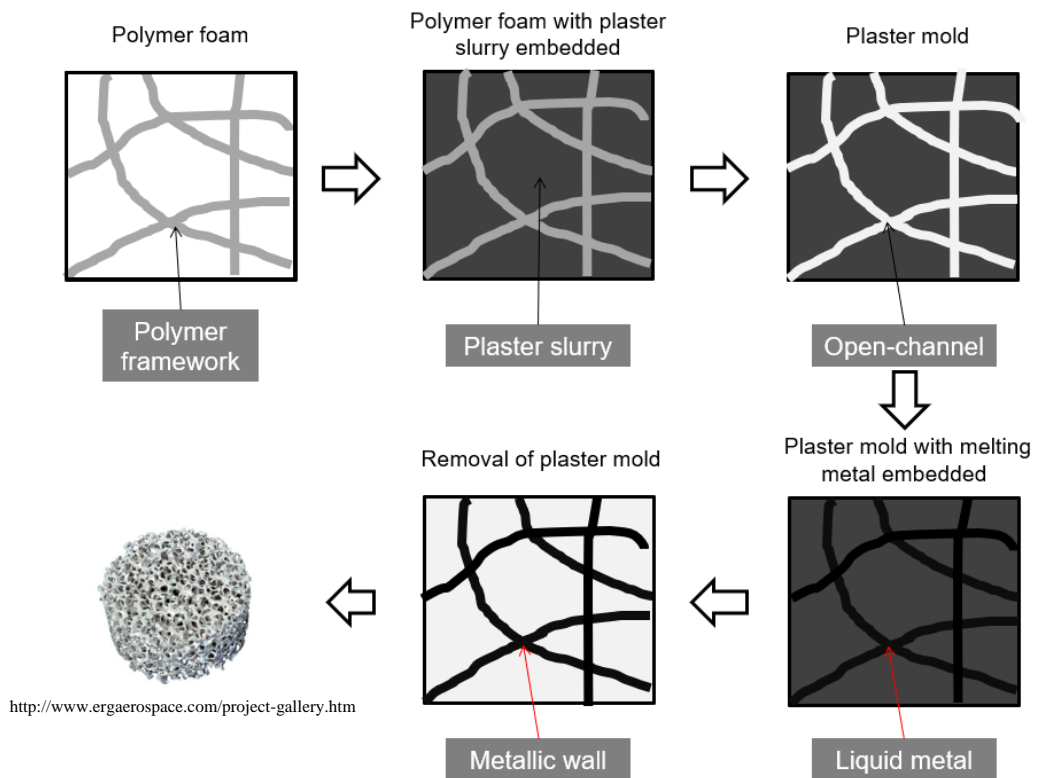 Polymer foam
Polymer foam with plaster
slurry embedded
Plaster mold
Polymer
framework
Plaster slurry
Open-channel
Plaster mold with melting
metal embedded
Removal of plaster mold
http://www.ergaerospace.com/project-gallery.htm
Metallic wall
Liquid metal